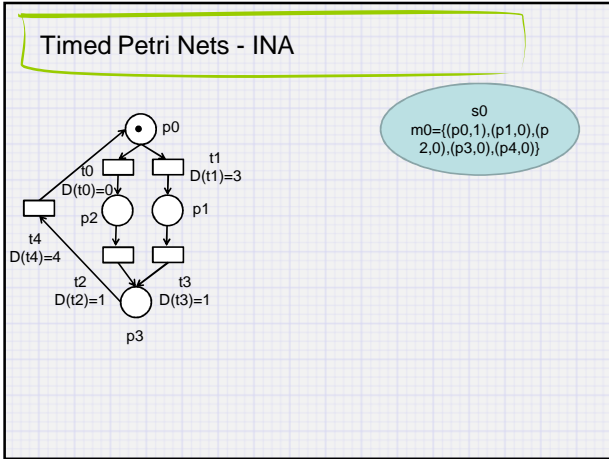 Timed Petri Nets - INA
s0
m0={(p0,1),(p1,0),(p
2,0),(p3,0),(p4,0)}
p0
t0
D(t0)=0
t1
D(t1)=3
p2
p1
t4
D(t4)=4
t2
D(t2)=1
t3
D(t3)=1
p3